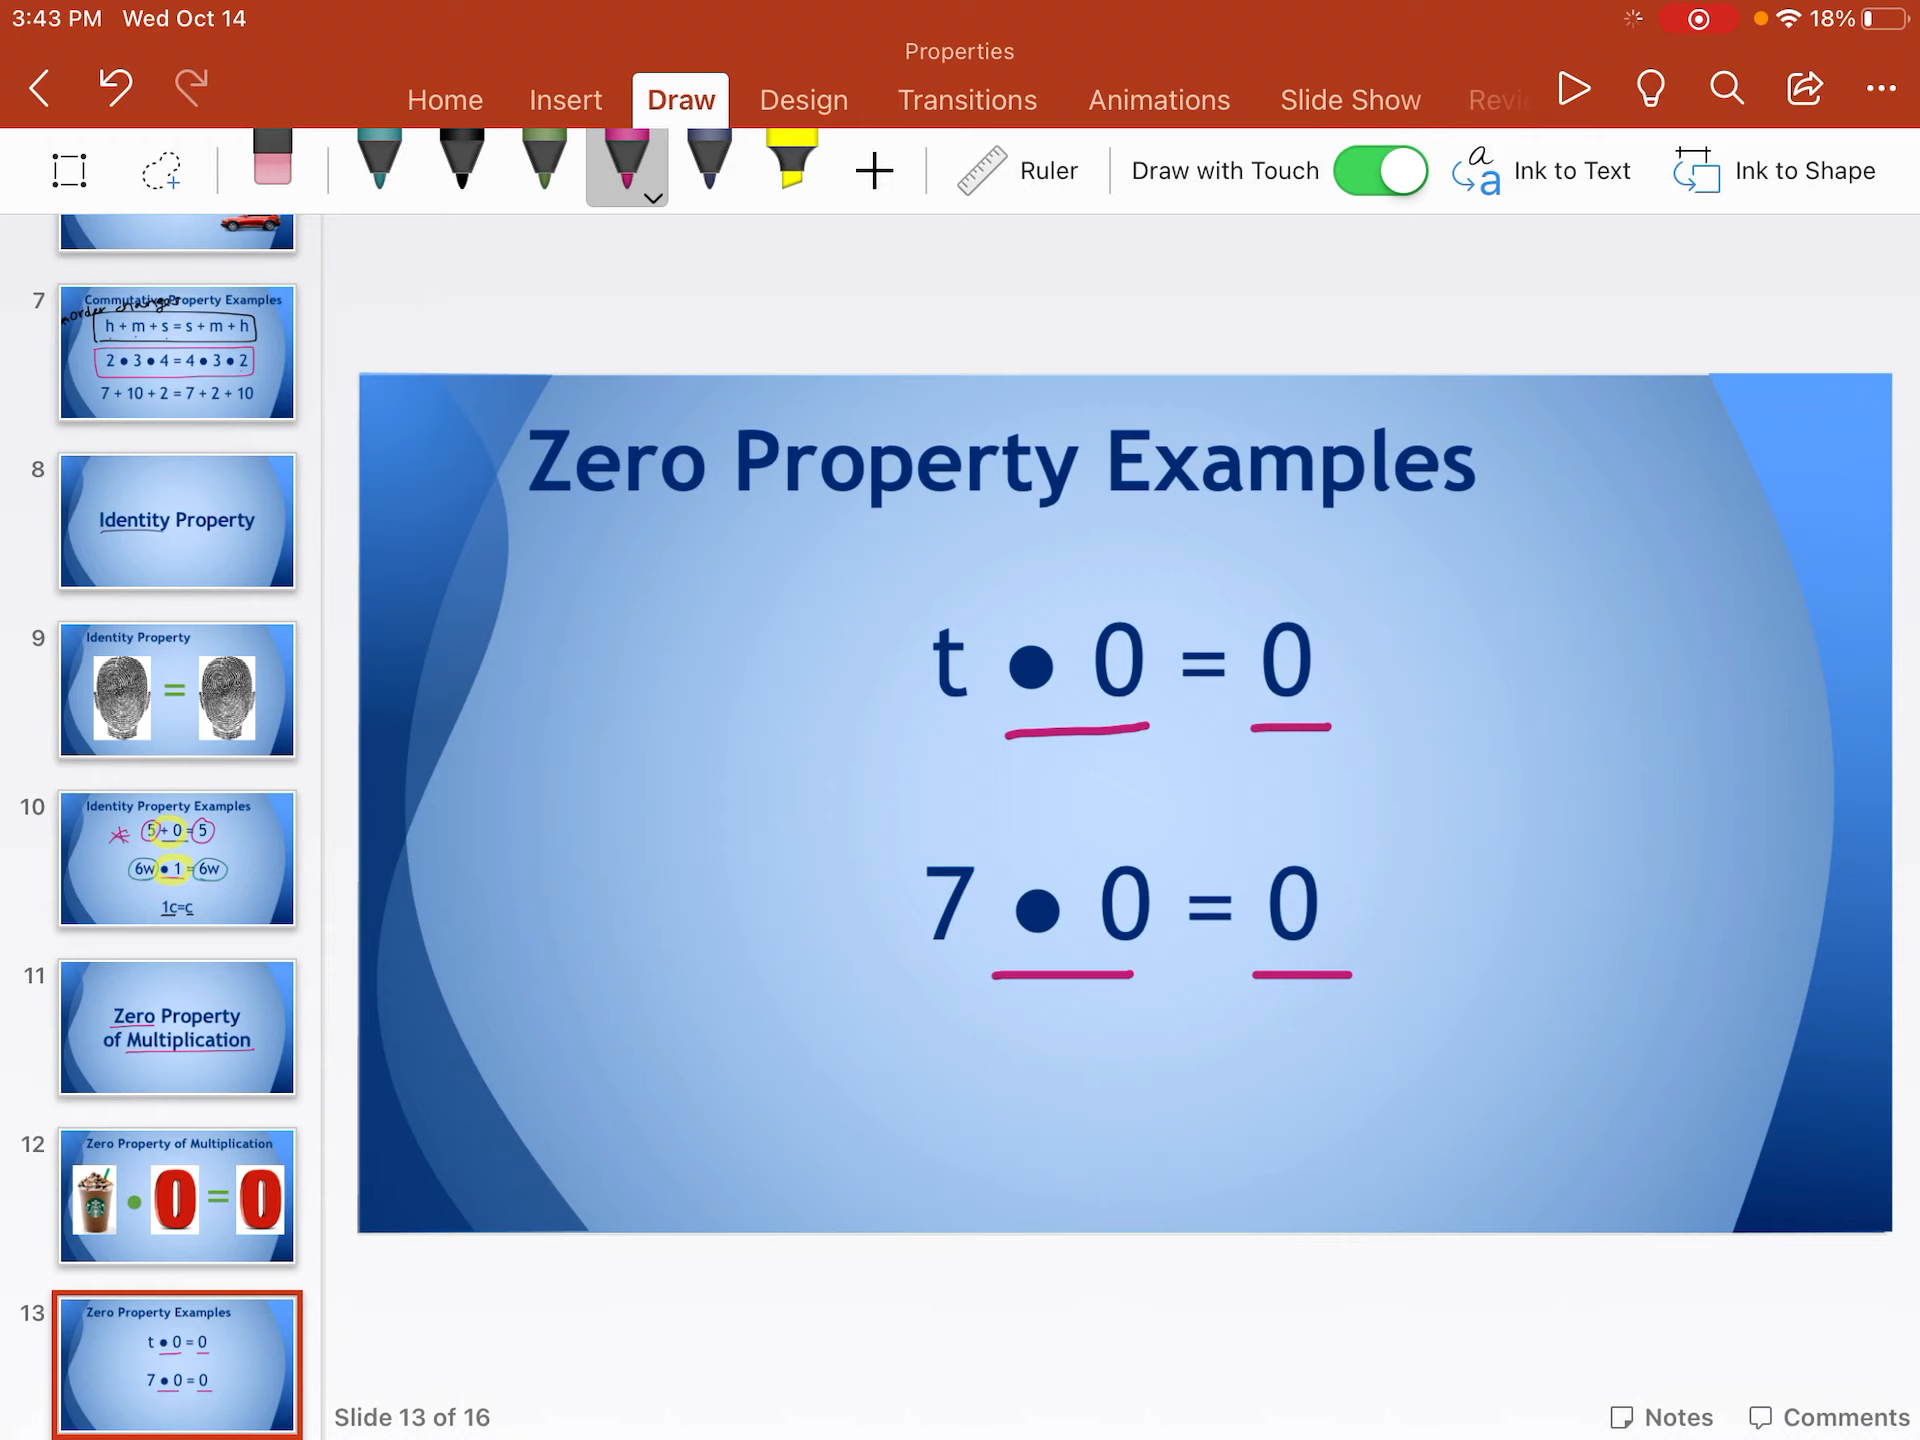 3:43 PM Wed Oct 14
18%
Properties
Home Insert Draw Design Transitions Animations Slide Show Revi
Ruler Draw with Touch Ink to Text Ink to Shape
7
Commutative Property Examples
order changes
h + m + s = s + m + h
2 • 3 • 4 = 4 • 3 • 2
7 + 10 + 2 = 7 + 2 + 10
8
Identity Property
9
Identity Property
=
10
Identity Property Examples
5 + 0 = 5
6w • 1 = 6w
1c=c
11
Zero Property
of Multiplication
12
Zero Property of Multiplication
• 0 = 0
13
Zero Property Examples
t • 0 = 0
7 • 0 = 0
Zero Property Examples
t • 0 = 0
7 • 0 = 0
Slide 13 of 16
Notes Comments